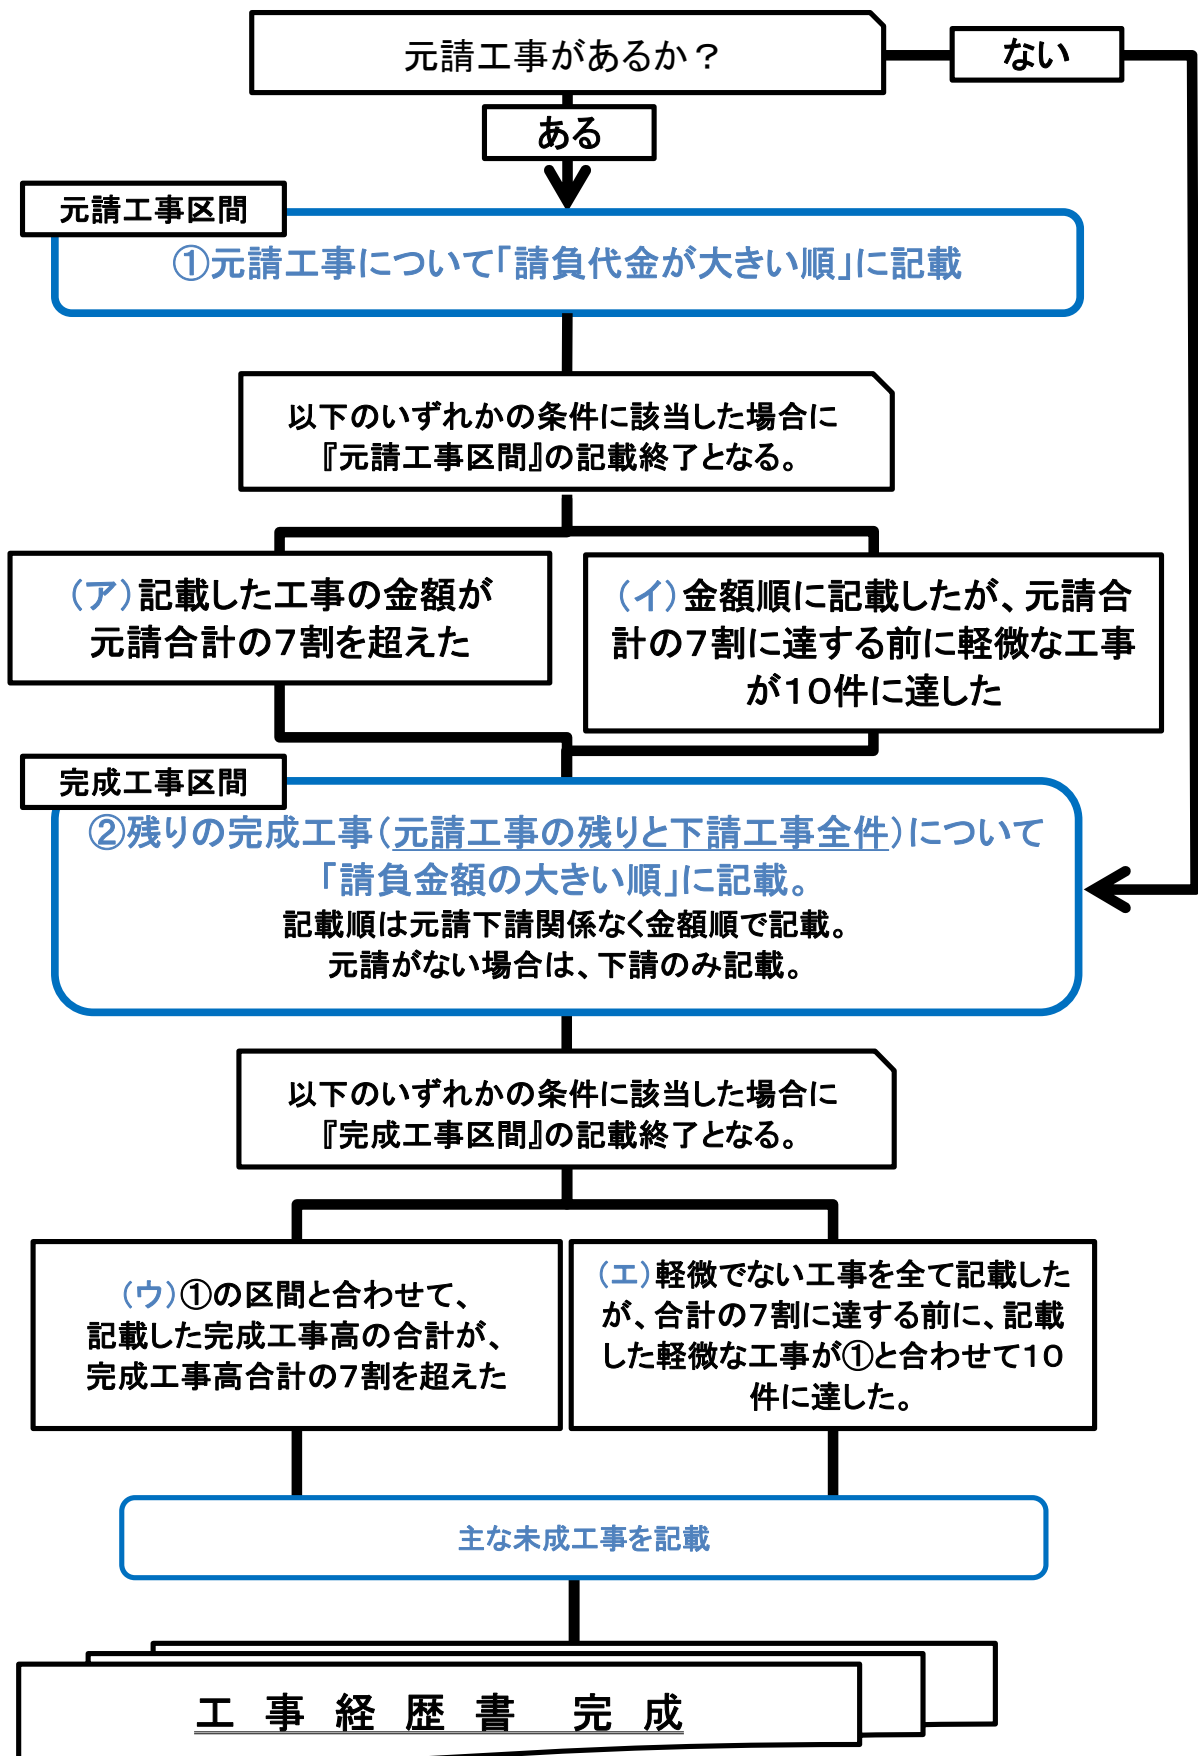 元請工事があるか？
ない
ある
元請工事区間
①元請工事について｢請負代金が大きい順｣に記載
以下のいずれかの条件に該当した場合に
『元請工事区間』の記載終了となる。
（ア）記載した工事の金額が
元請合計の７割を超えた
（イ）金額順に記載したが、元請合
計の７割に達する前に軽微な工事
が１０件に達した
完成工事区間
②残りの完成工事（元請工事の残りと下請工事全件）について
｢請負金額の大きい順｣に記載。
記載順は元請下請関係なく金額順で記載。
元請がない場合は、下請のみ記載。
以下のいずれかの条件に該当した場合に
『完成工事区間』の記載終了となる。
（ウ）①の区間と合わせて、
記載した完成工事高の合計が、
完成工事高合計の７割を超えた
（エ）軽微でない工事を全て記載した
が、合計の７割に達する前に、記載
した軽微な工事が①と合わせて１０
件に達した。
主な未成工事を記載
工 事 経 歴 書　完 成